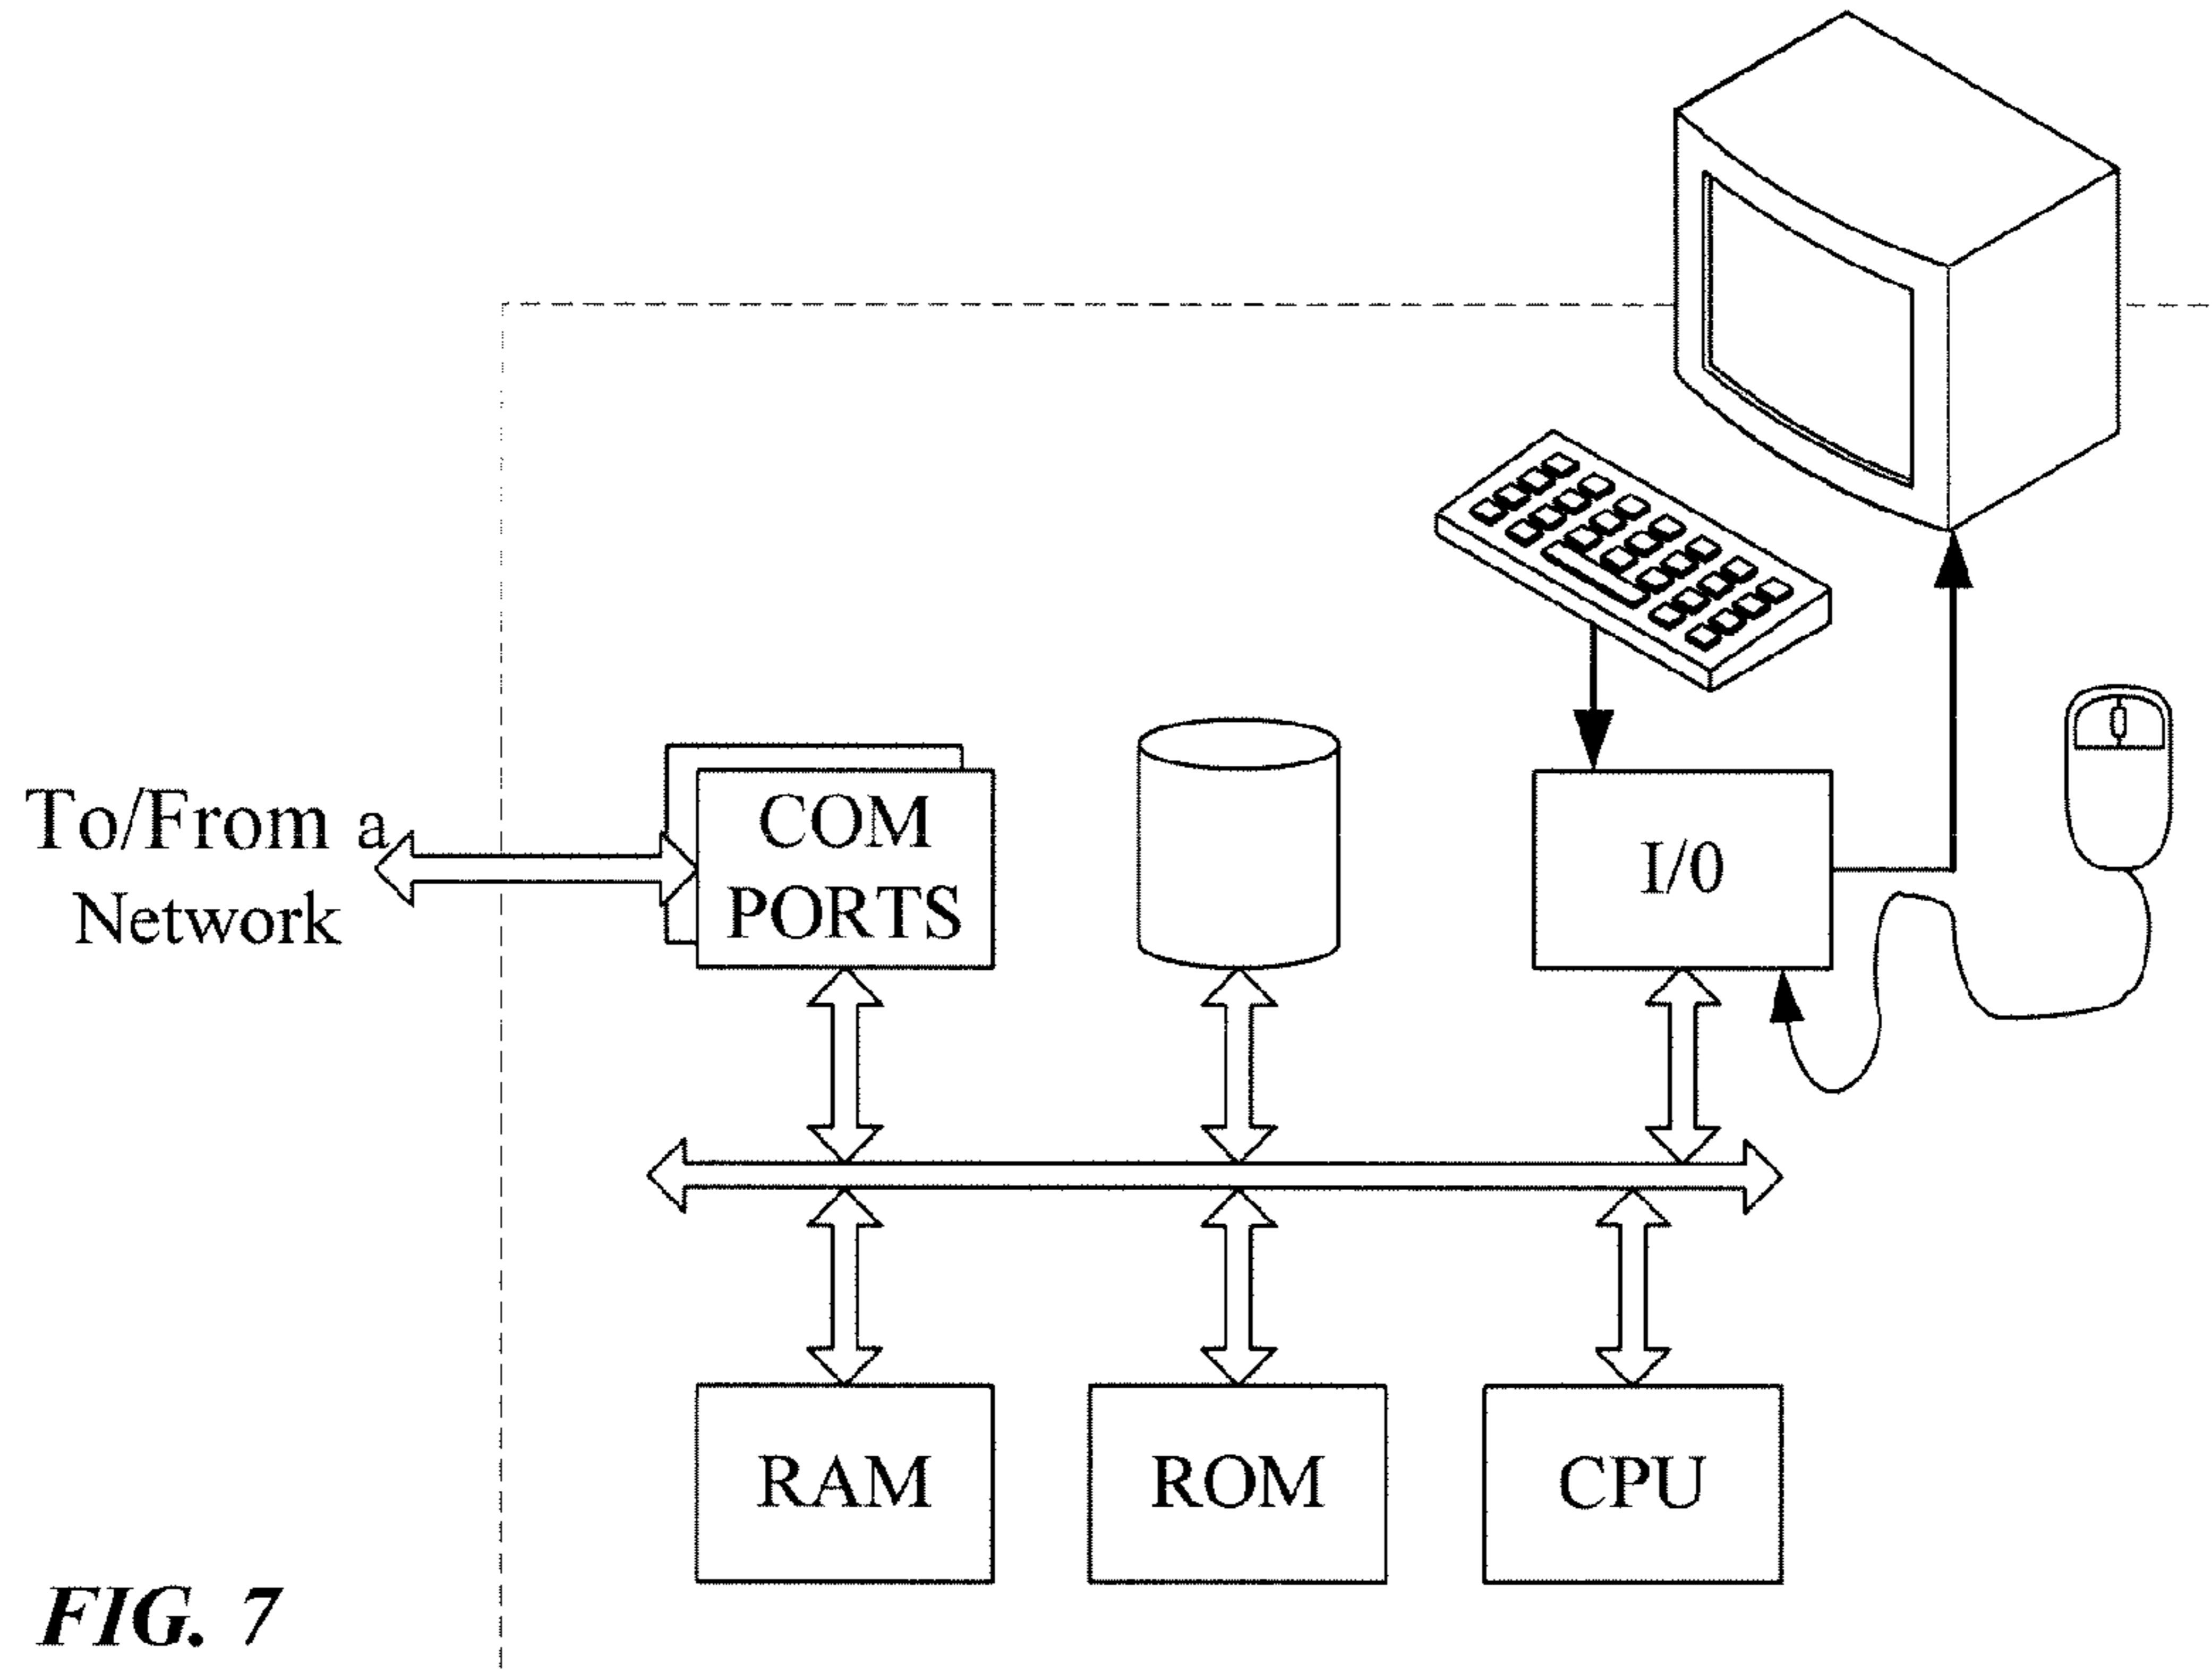 To/From a
Network
COM
PORTS
I/0
RAM
ROM
CPU
FIG. 7